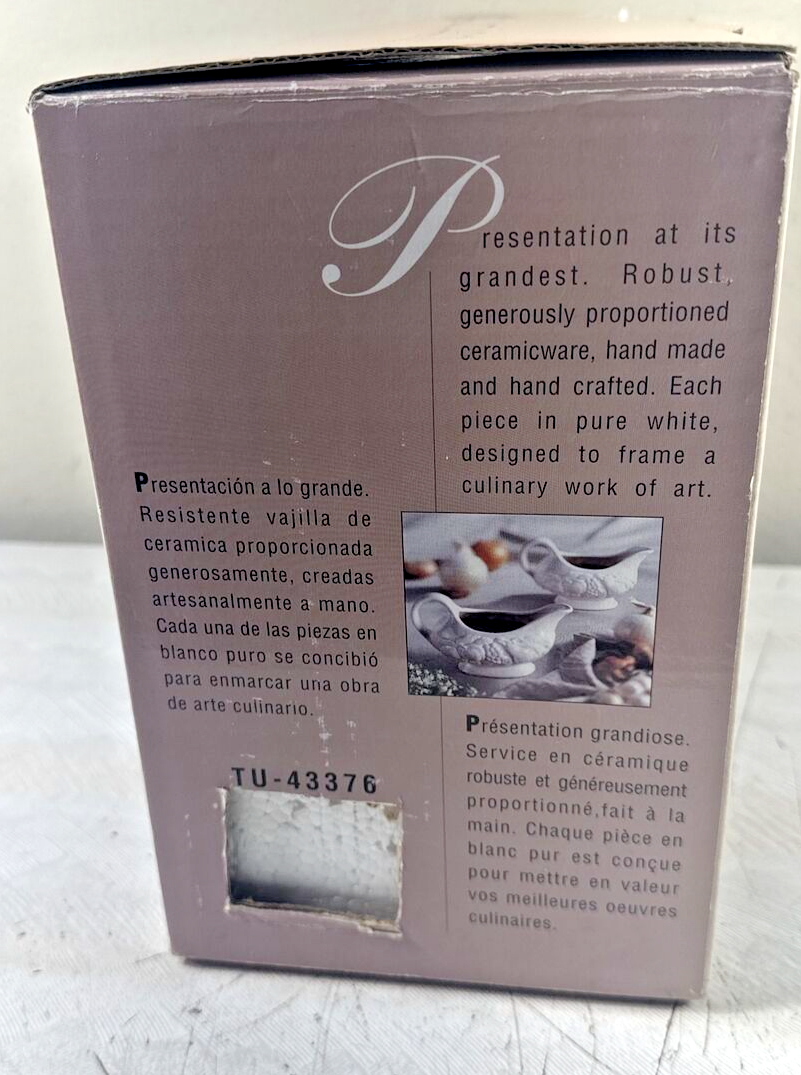 Presentation at its
grandest. Robust,
generously proportioned
ceramicware, hand made
and hand crafted. Each
piece in pure white,
designed to frame a
culinary work of art.
Presentación a lo grande.
Resistente vajilla de
ceramica proporcionada
generosamente, creadas
artesanalmente a mano.
Cada una de las piezas en
blanco puro se concibió
para enmarcar una obra
de arte culinario.
TU-43376
Présentation grandiose.
Service en céramique
robuste et généreusement
proportionné,fait à la
main. Chaque pièce en
blanc pur est conçue
pour mettre en valeur
vos meilleures oeuvres
culinaires.